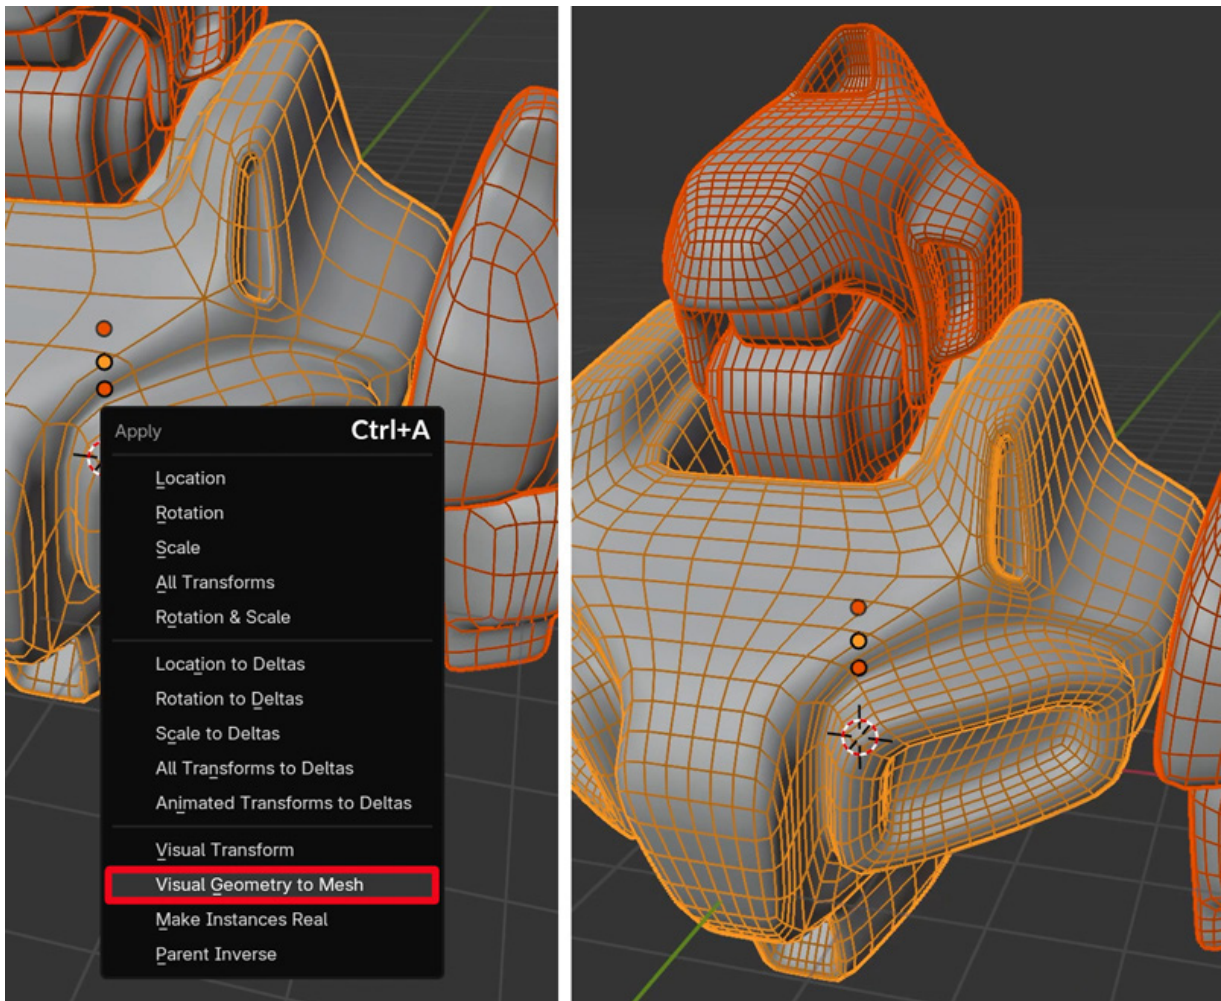 Apply Ctrl+A
Location
Rotation
Scale
All Transforms
Rotation & Scale
Location to Deltas
Rotation to Deltas
Scale to Deltas
All Transforms to Deltas
Animated Transforms to Deltas
Visual Transform
Visual Geometry to Mesh
Make Instances Real
Parent Inverse